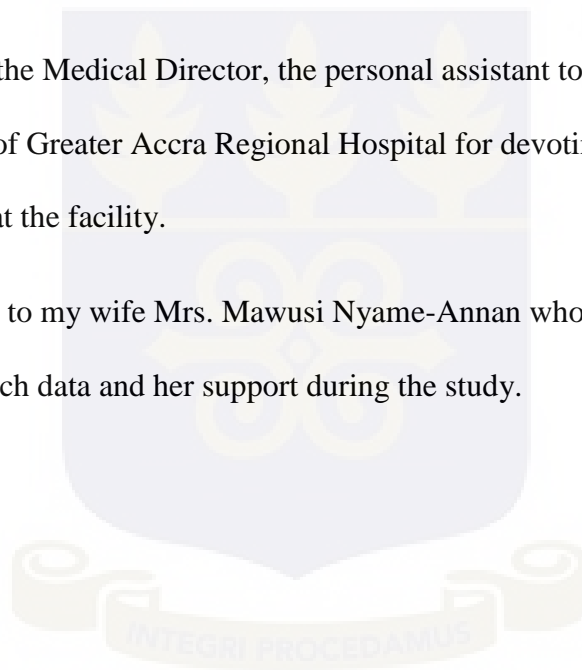 the Medical Director, the personal assistant to
of Greater Accra Regional Hospital for devoti
at the facility.
to my wife Mrs. Mawusi Nyame-Annan who
ch data and her support during the study.
INTEGRI PROCEDAMUS